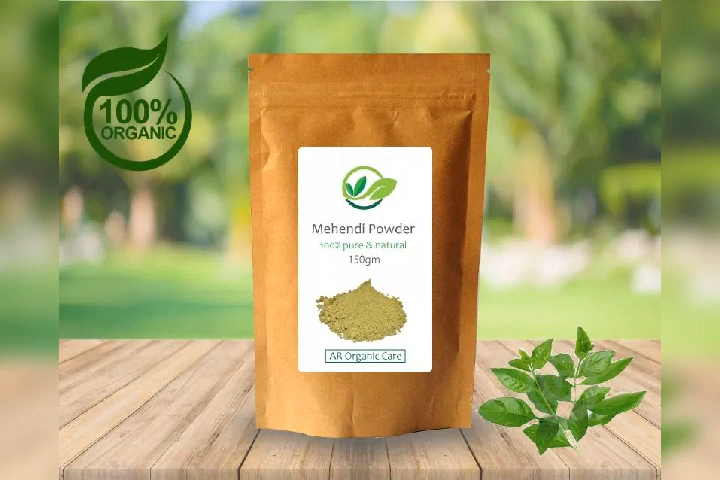 100%
ORGANIC
Mehendi Powder
100% pure & natural
150gm
AR Organic Care